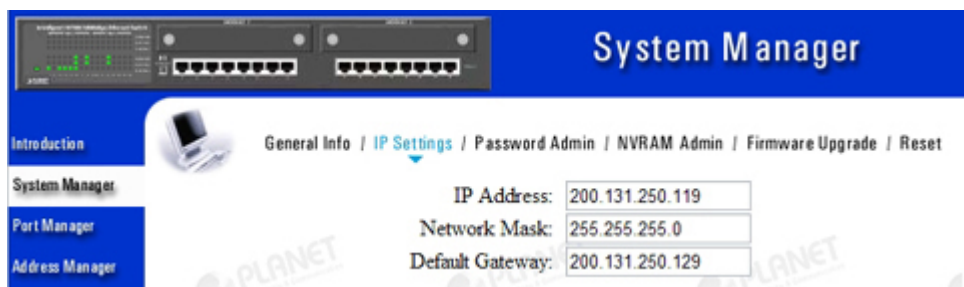 System Manager
Introduction
General Info / IP Settings / Password Admin / NVRAM Admin / Firmware Upgrade / Reset
System Manager
IP Address: 200.131.250.119
Port Manager
Network Mask: 255.255.255.0
Address Manager
Default Gateway: 200.131.250.129
PLANET
PLANET